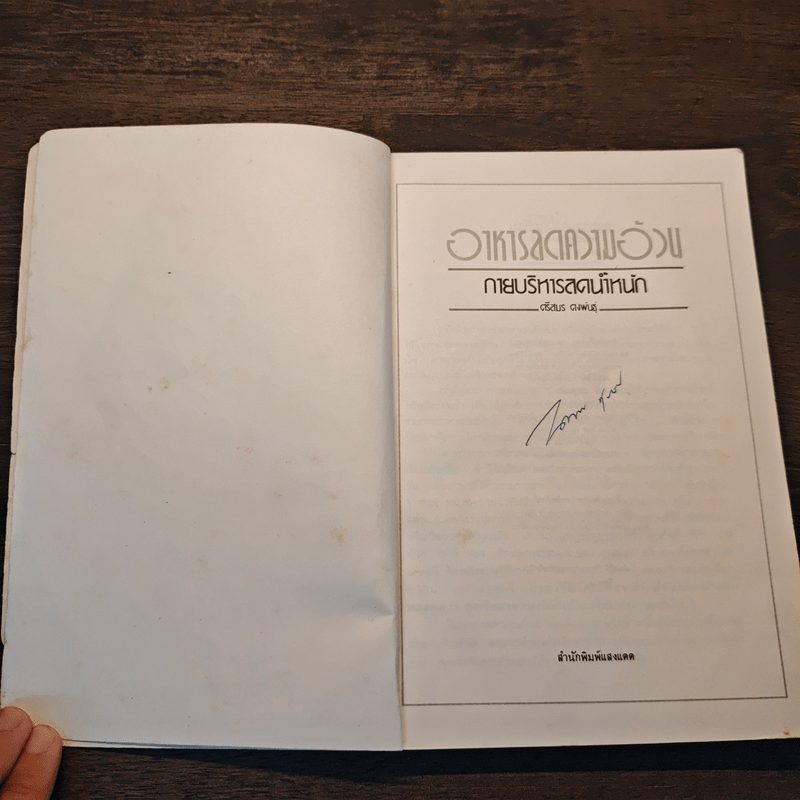 อาหารลดความอ้วน
กายบริหารลดน้ำหนัก
ศรีสมร คงพันธุ์
สำนักพิมพ์แสงแดด